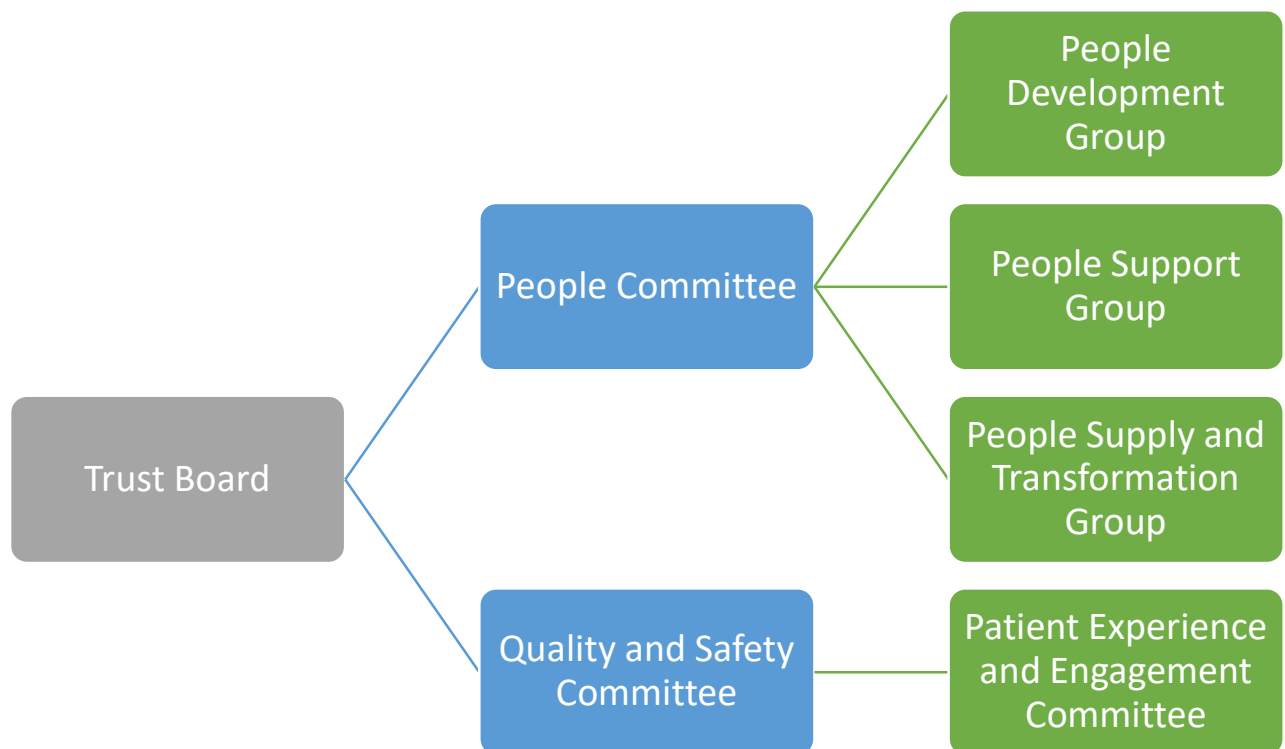 People
Development
Group
People Committee
People Support
Group
Trust Board
People Supply and
Transformation
Group
Quality and Safety
Committee
Patient Experience
and Engagement
Committee